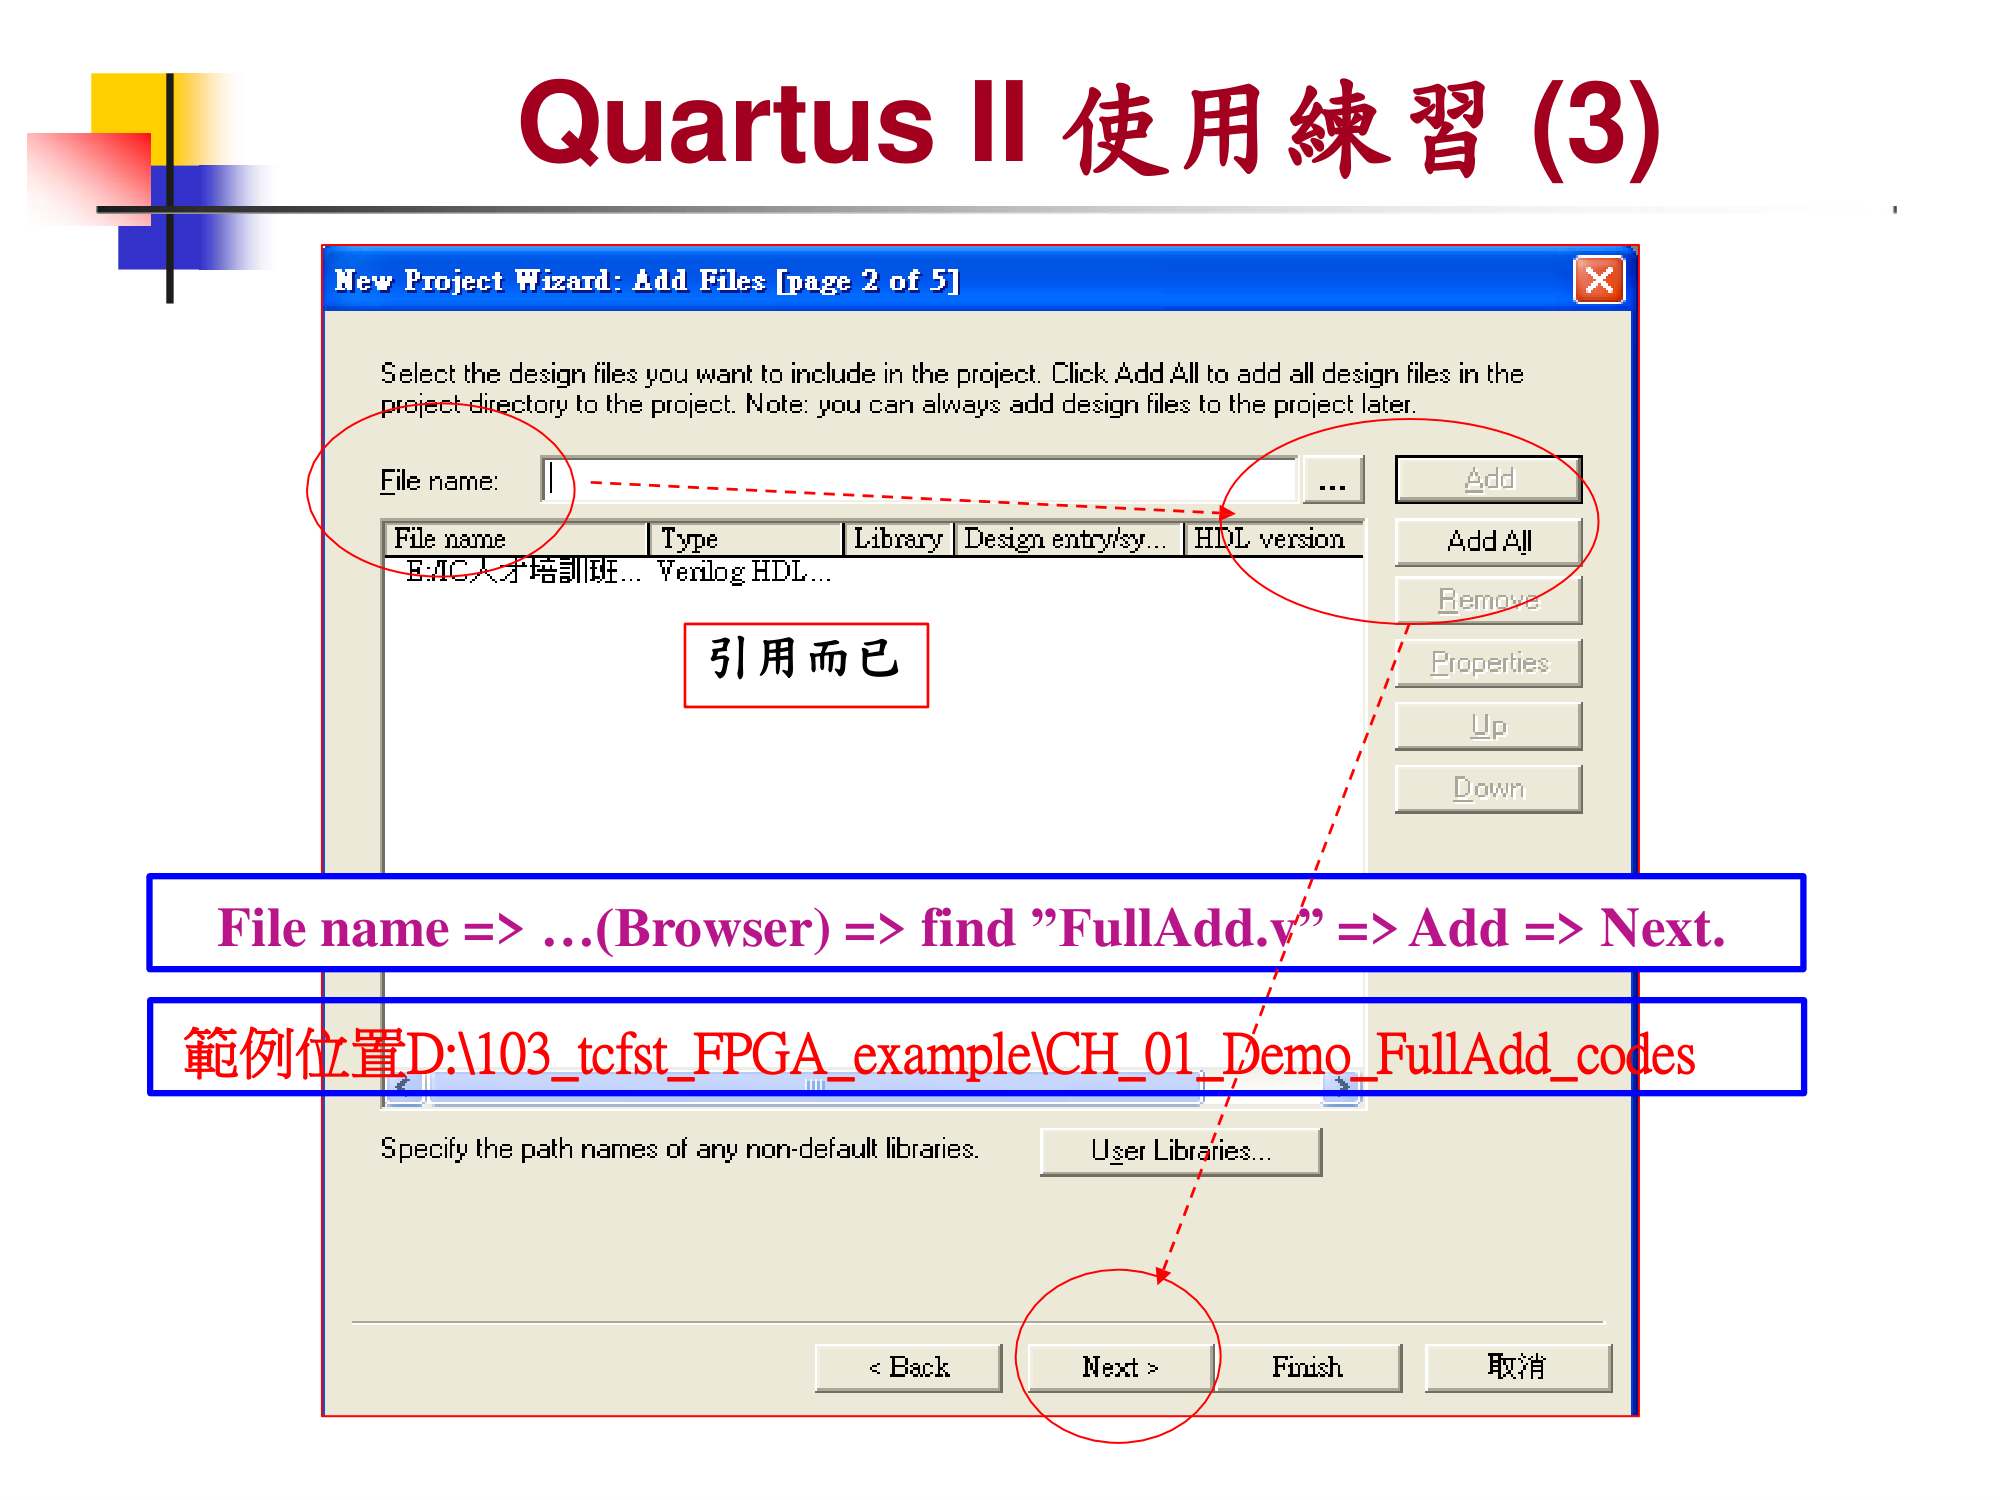 Quartus II 使用練習 (3)
New Project Wizard: Add Files [page 2 of 5]
Select the design files you want to include in the project. Click Add All to add all design files in the
project directory to the project. Note: you can always add design files to the project later.
File name:
...
Add
File name Type Library Design entry/sy... HDL version
Add All
E:/IC人才培訓班... Verilog HDL...
Remove
引用而已
Properties
Up
Down
File name => …(Browser) => find ”FullAdd.v” => Add => Next.
範例位置D:\103_tcfst_FPGA_example\CH_01_Demo_FullAdd_codes
Specify the path names of any non-default libraries.
User Libraries...
< Back
Next >
Finish
取消